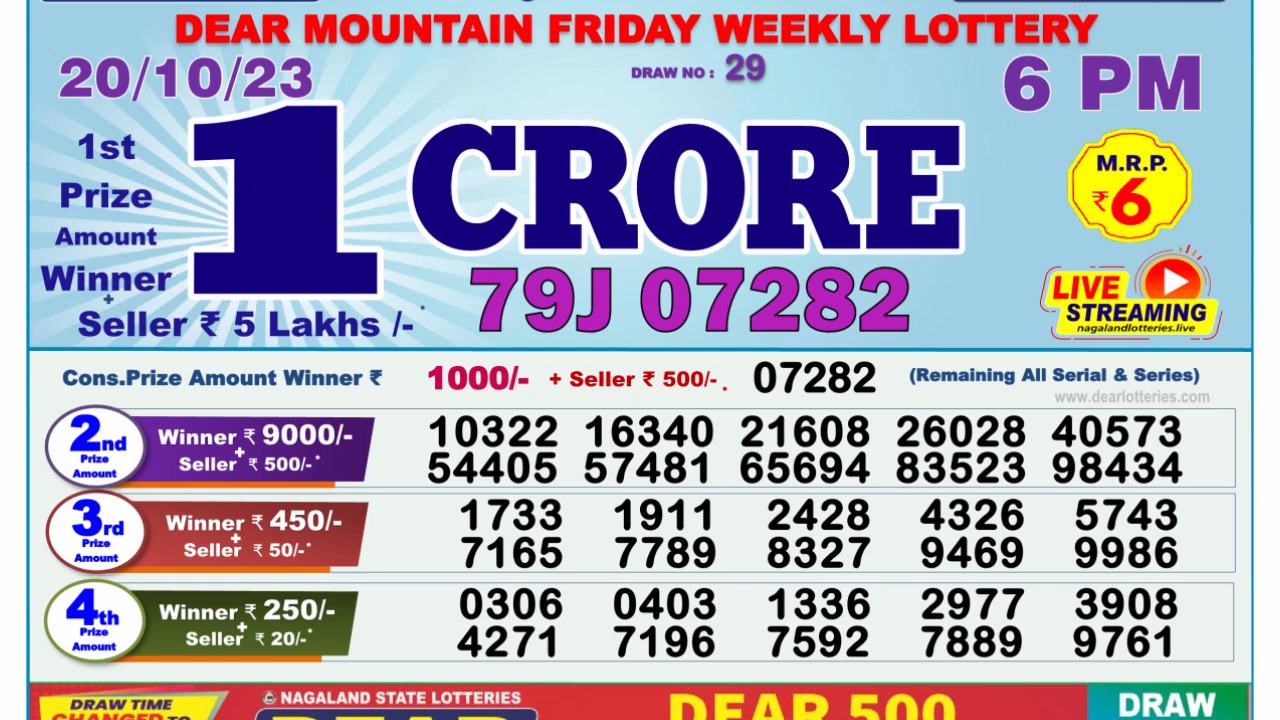 DEAR MOUNTAIN FRIDAY WEEKLY LOTTERY
20/10/23
DRAW NO : 29
6 PM
1st
Prize
Amount
Winner
+
Seller ₹ 5 Lakhs /-*
1 CRORE
79J 07282
M.R.P.
₹6
LIVE
STREAMING
nagalandlotteries.live
Cons.Prize Amount Winner ₹ 1000/- + Seller ₹ 500/-. 07282 (Remaining All Serial & Series)
www.dearlotteries.com
2nd
Prize
Amount
Winner ₹ 9000/-
+
Seller ₹ 500/-*
10322 16340 21608 26028 40573
54405 57481 65694 83523 98434
3rd
Prize
Amount
Winner ₹ 450/-
+
Seller ₹ 50/-*
1733 1911 2428 4326 5743
7165 7789 8327 9469 9986
4th
Prize
Amount
Winner ₹ 250/-
+
Seller ₹ 20/-*
0306 0403 1336 2977 3908
4271 7196 7592 7889 9761
DRAW TIME
CHANGED TO
NAGALAND STATE LOTTERIES
DEAR
DEAR 500
DRAW